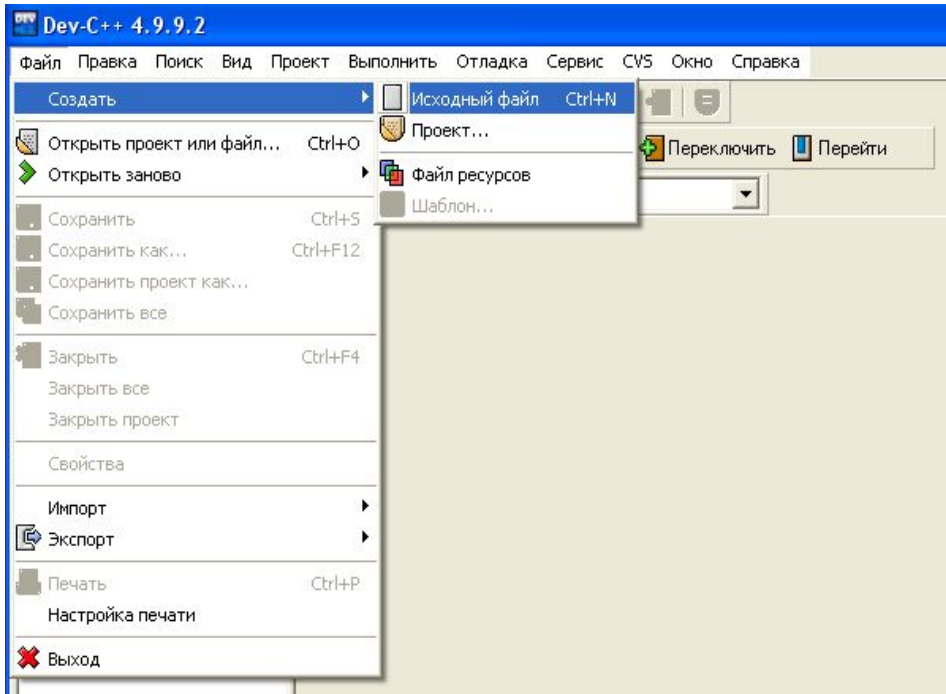 Dev-C++ 4.9.9.2
Файл Правка Поиск Вид Проект Выполнить Отладка Сервис CVS Окно Справка
Создать
Исходный файл Ctrl+N
Проект...
Файл ресурсов
Шаблон...
Переключить Перейти
Открыть проект или файл... Ctrl+O
Открыть заново
Сохранить Ctrl+S
Сохранить как... Ctrl+F12
Сохранить проект как...
Сохранить все
Закрыть Ctrl+F4
Закрыть все
Закрыть проект
Свойства
Импорт
Экспорт
Печать Ctrl+P
Настройка печати
Выход